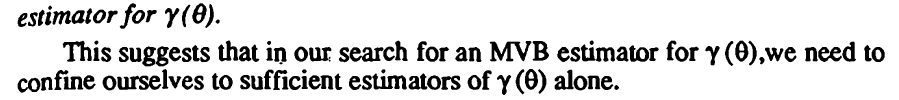 estimator for γ(θ).
This suggests that in our search for an MVB estimator for γ (θ),we need to
confine ourselves to sufficient estimators of γ (θ) alone.